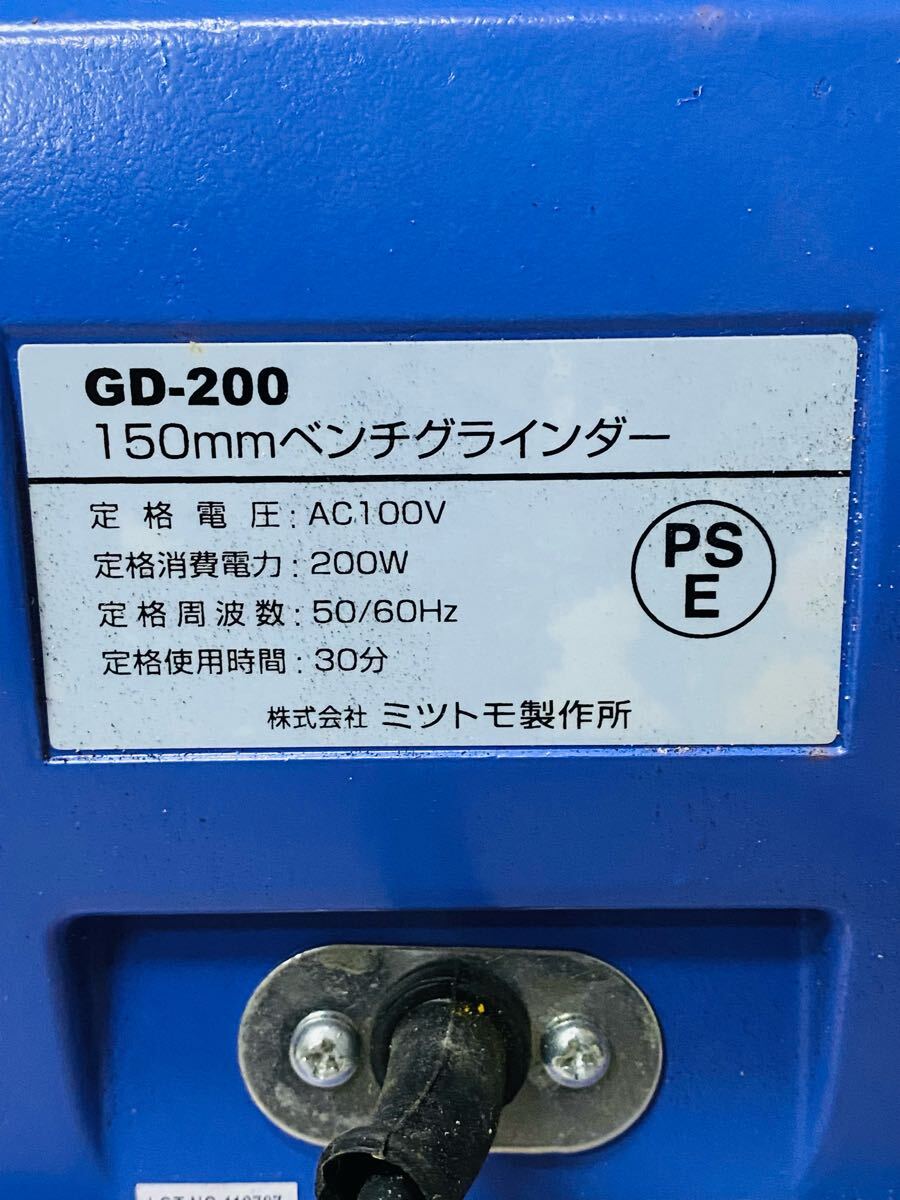 GD-200
150mmベンチグラインダー
定格電圧:AC100V
定格消費電力:200W
定格周波数:50/60Hz
定格使用時間:30分
PS
E
株式会社 ミツトモ製作所